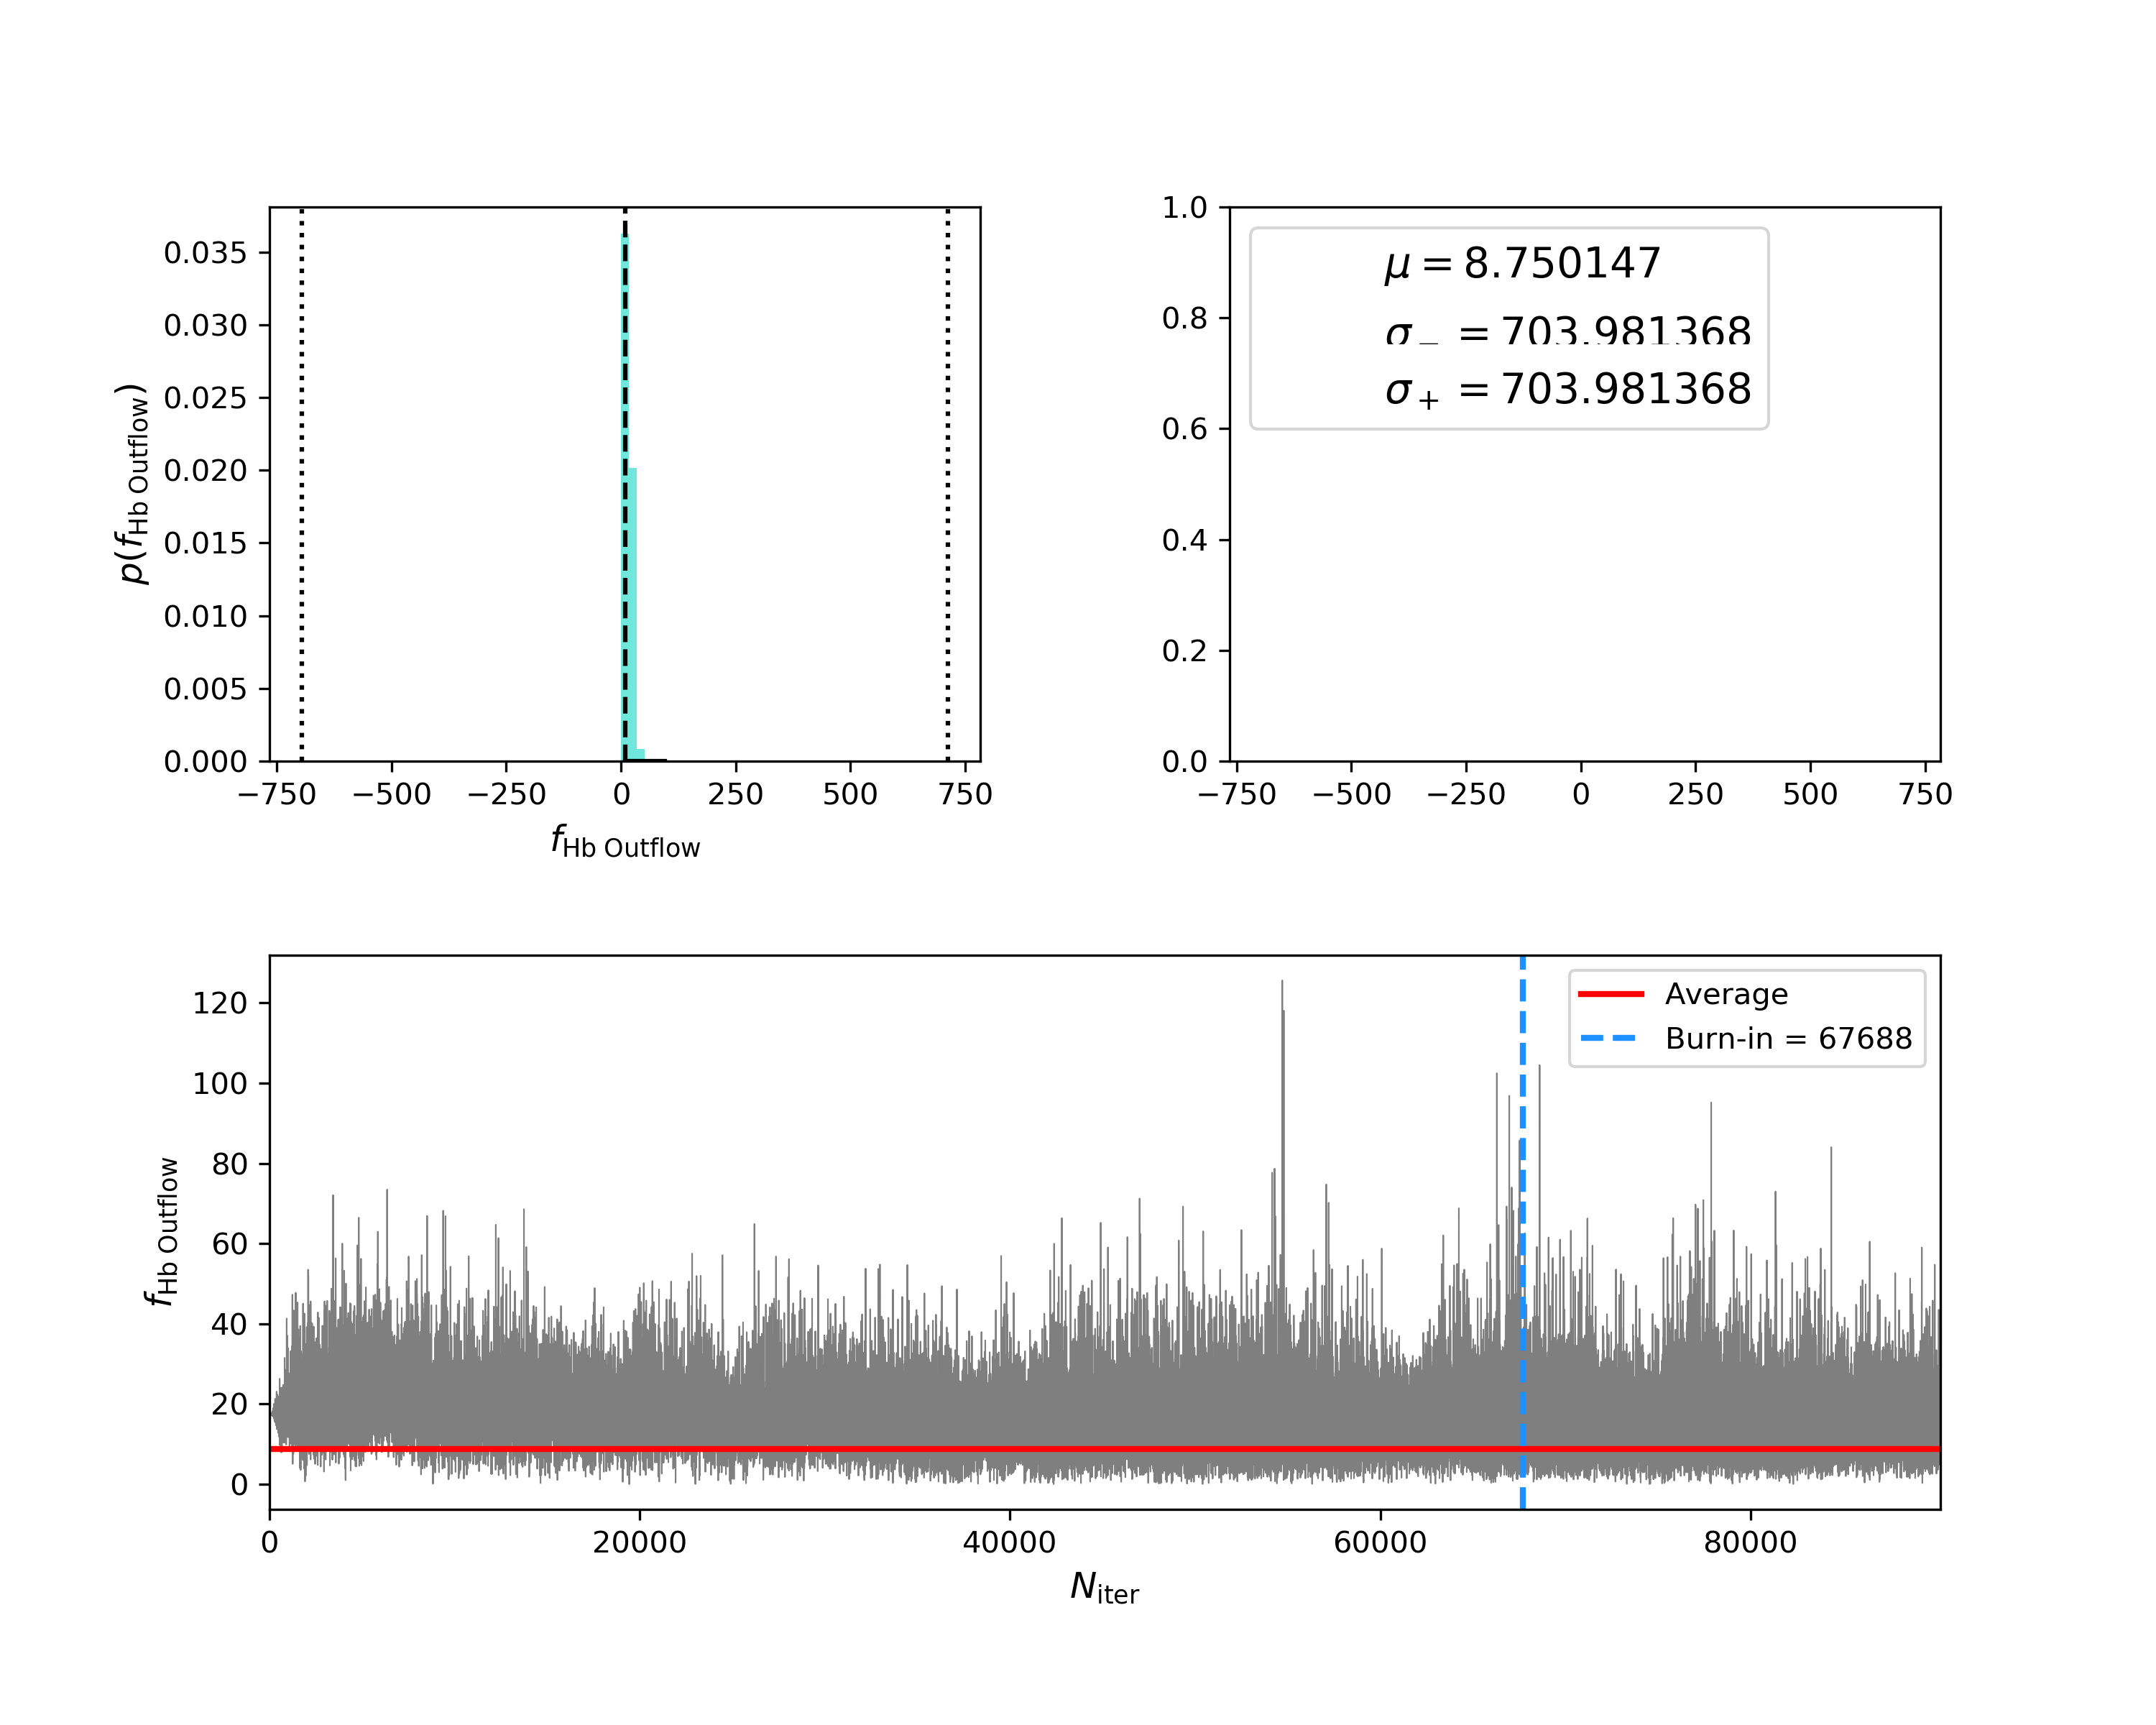 0.035
0.030
0.025
0.020
0.015
0.010
0.005
0.000
p(f_Hb Outflow)
−750 −500 −250 0 250 500 750
f_Hb Outflow
1.0
0.8
0.6
0.4
0.2
0.0
μ = 8.750147
σ_− = 703.981368
σ_+ = 703.981368
−750 −500 −250 0 250 500 750
120
100
80
60
40
20
0
f_Hb Outflow
Average
Burn-in = 67688
0 20000 40000 60000 80000
N_iter